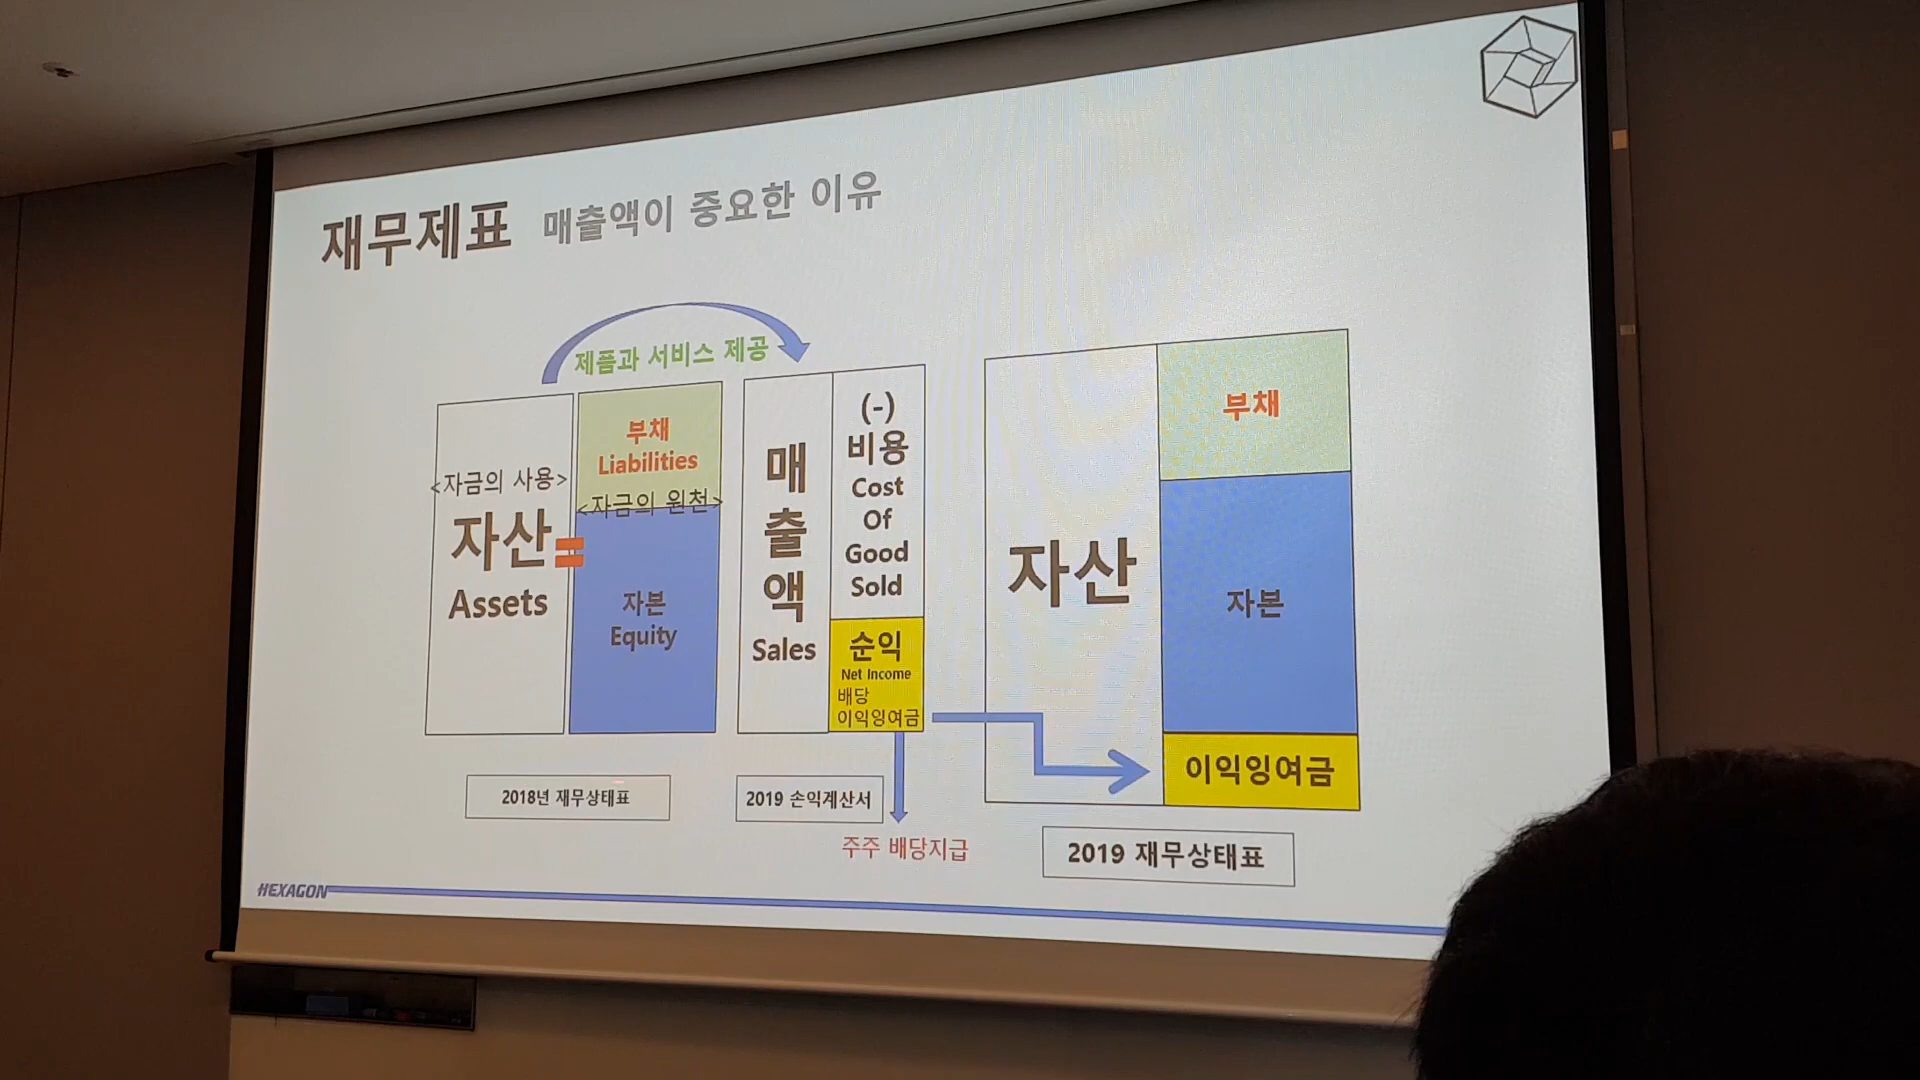 재무제표 매출액이 중요한 이유
제품과 서비스 제공
<자금의 사용>
자산
Assets
=
부채
Liabilities
<자금의 원천>
자본
Equity
매
출
액
Sales
(-)
비용
Cost
Of
Good
Sold
순익
Net Income
배당
이익잉여금
자산
부채
자본
이익잉여금
2018년 재무상태표
2019 손익계산서
주주 배당지급
2019 재무상태표
HEXAGON